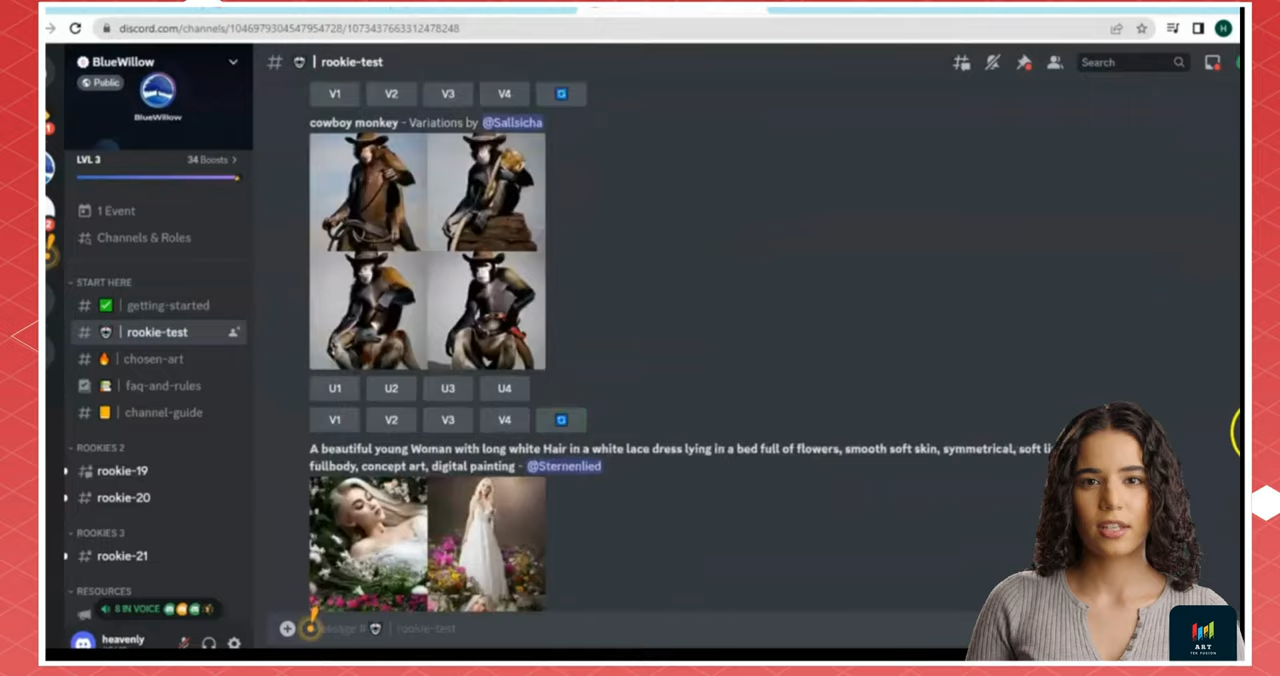 discord.com/channels/1046979304547954728/1073437663312478248
H
BlueWillow
Public
BlueWillow
LVL 3
34 Boosts
1 Event
Channels & Roles
START HERE
getting-started
rookie-test
chosen-art
faq-and-rules
channel-guide
ROOKIES 2
rookie-19
rookie-20
ROOKIES 3
rookie-21
RESOURCES
8 IN VOICE
heavenly
rookie-test
Search
V1 V2 V3 V4
cowboy monkey - Variations by @Sallsicha
U1 U2 U3 U4
V1 V2 V3 V4
A beautiful young Woman with long white Hair in a white lace dress lying in a bed full of flowers, smooth soft skin, symmetrical, soft
fullbody, concept art, digital painting - @Sternenlied
rookie-test
ART
TEK FUSION